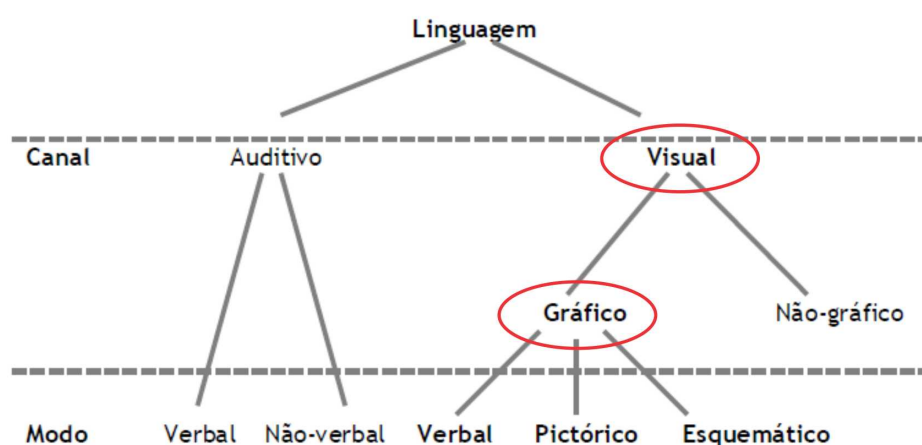 Linguagem
Canal Auditivo Visual
Gráfico Não-gráfico
Modo Verbal Não-verbal Verbal Pictórico Esquemático